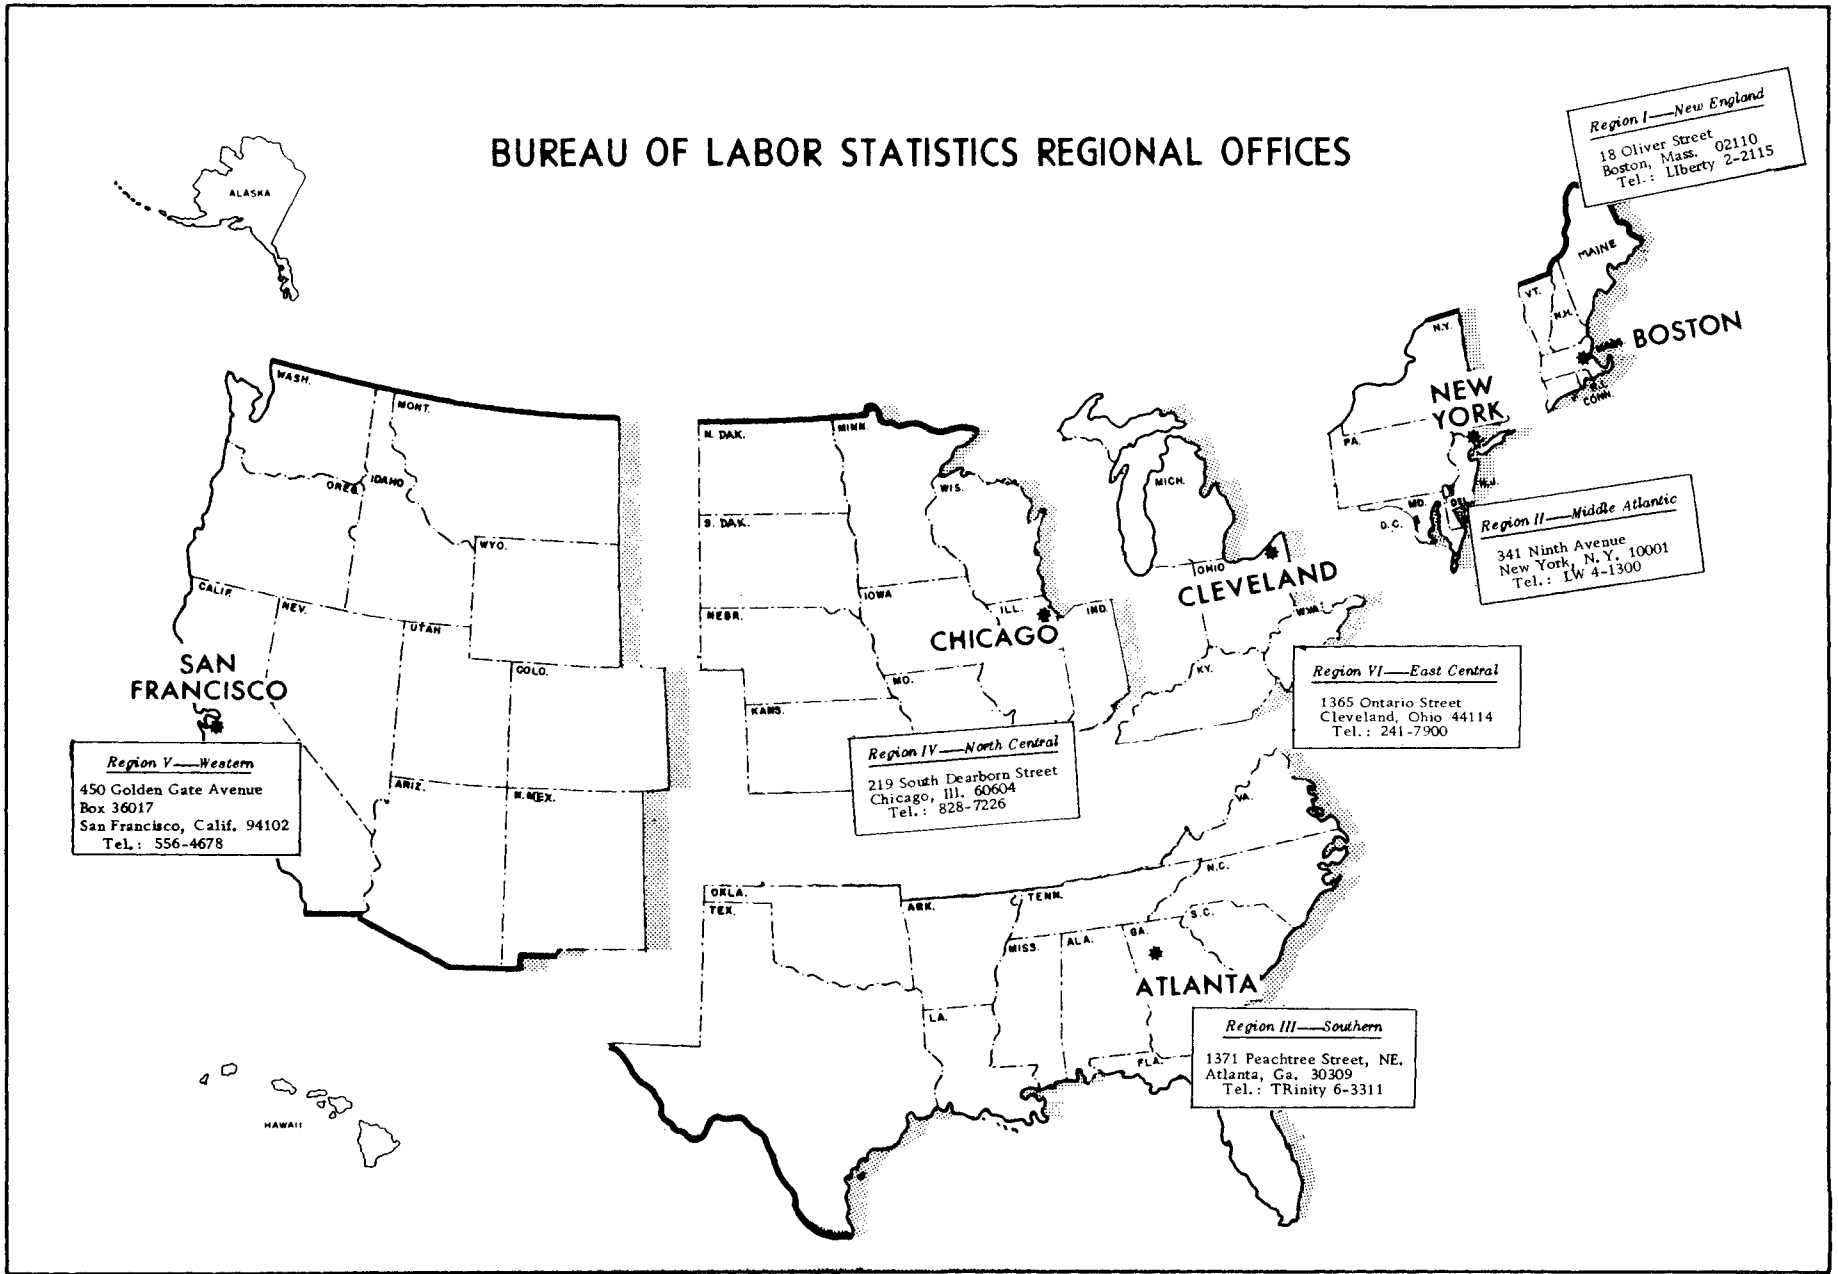 BUREAU OF LABOR STATISTICS REGIONAL OFFICES
ALASKA
Region I—New England
18 Oliver Street
Boston, Mass. 02110
Tel.: LIberty 2-2115
MAINE
VT.
N.H.
BOSTON
R.I.
CONN.
N.Y.
NEW
YORK
PA.
N.J.
MD.
DEL.
D.C.
Region II—Middle Atlantic
341 Ninth Avenue
New York, N. Y. 10001
Tel.: LW 4-1300
WASH.
MONT.
OREG.
IDAHO
WYO.
CALIF.
NEV.
UTAH
COLO.
ARIZ.
N.MEX.
SAN
FRANCISCO
Region V—Western
450 Golden Gate Avenue
Box 36017
San Francisco, Calif. 94102
Tel.: 556-4678
N. DAK.
MINN.
S. DAK.
WIS.
NEBR.
IOWA
ILL.
IND.
CHICAGO
MO.
KANS.
Region IV—North Central
219 South Dearborn Street
Chicago, Ill. 60604
Tel.: 828-7226
MICH.
OHIO
CLEVELAND
W.VA.
KY.
Region VI—East Central
1365 Ontario Street
Cleveland, Ohio 44114
Tel.: 241-7900
VA.
N.C.
OKLA.
TEX.
ARK.
TENN.
S.C.
MISS.
ALA.
GA.
ATLANTA
LA.
FLA.
Region III—Southern
1371 Peachtree Street, NE.
Atlanta, Ga. 30309
Tel.: TRinity 6-3311
HAWAII